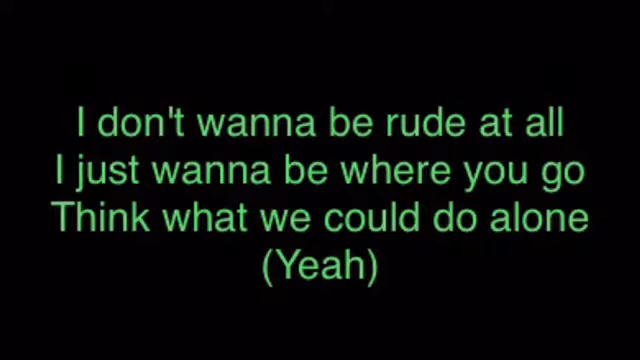 I don't wanna be rude at all
I just wanna be where you go
Think what we could do alone
(Yeah)